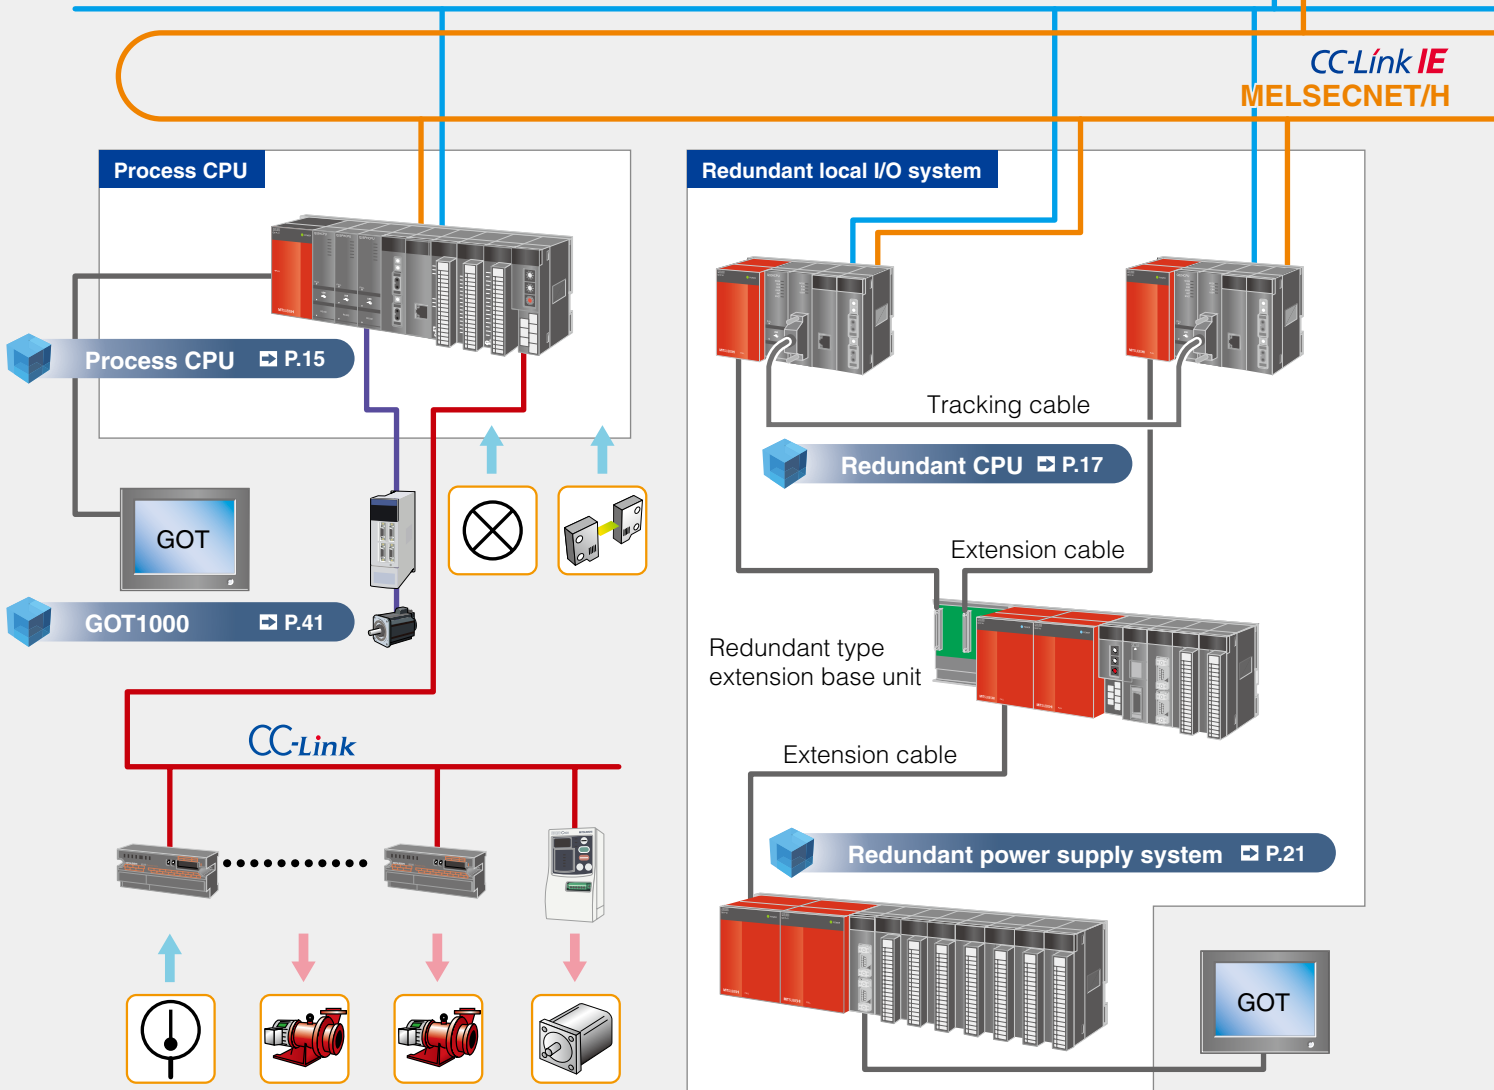 CC-Link IE
MELSECNET/H
Process CPU
Redundant local I/O system
Process CPU P.15
Tracking cable
Redundant CPU P.17
GOT
Extension cable
GOT1000 P.41
Redundant type
extension base unit
CC-Link
Extension cable
Redundant power supply system P.21
GOT